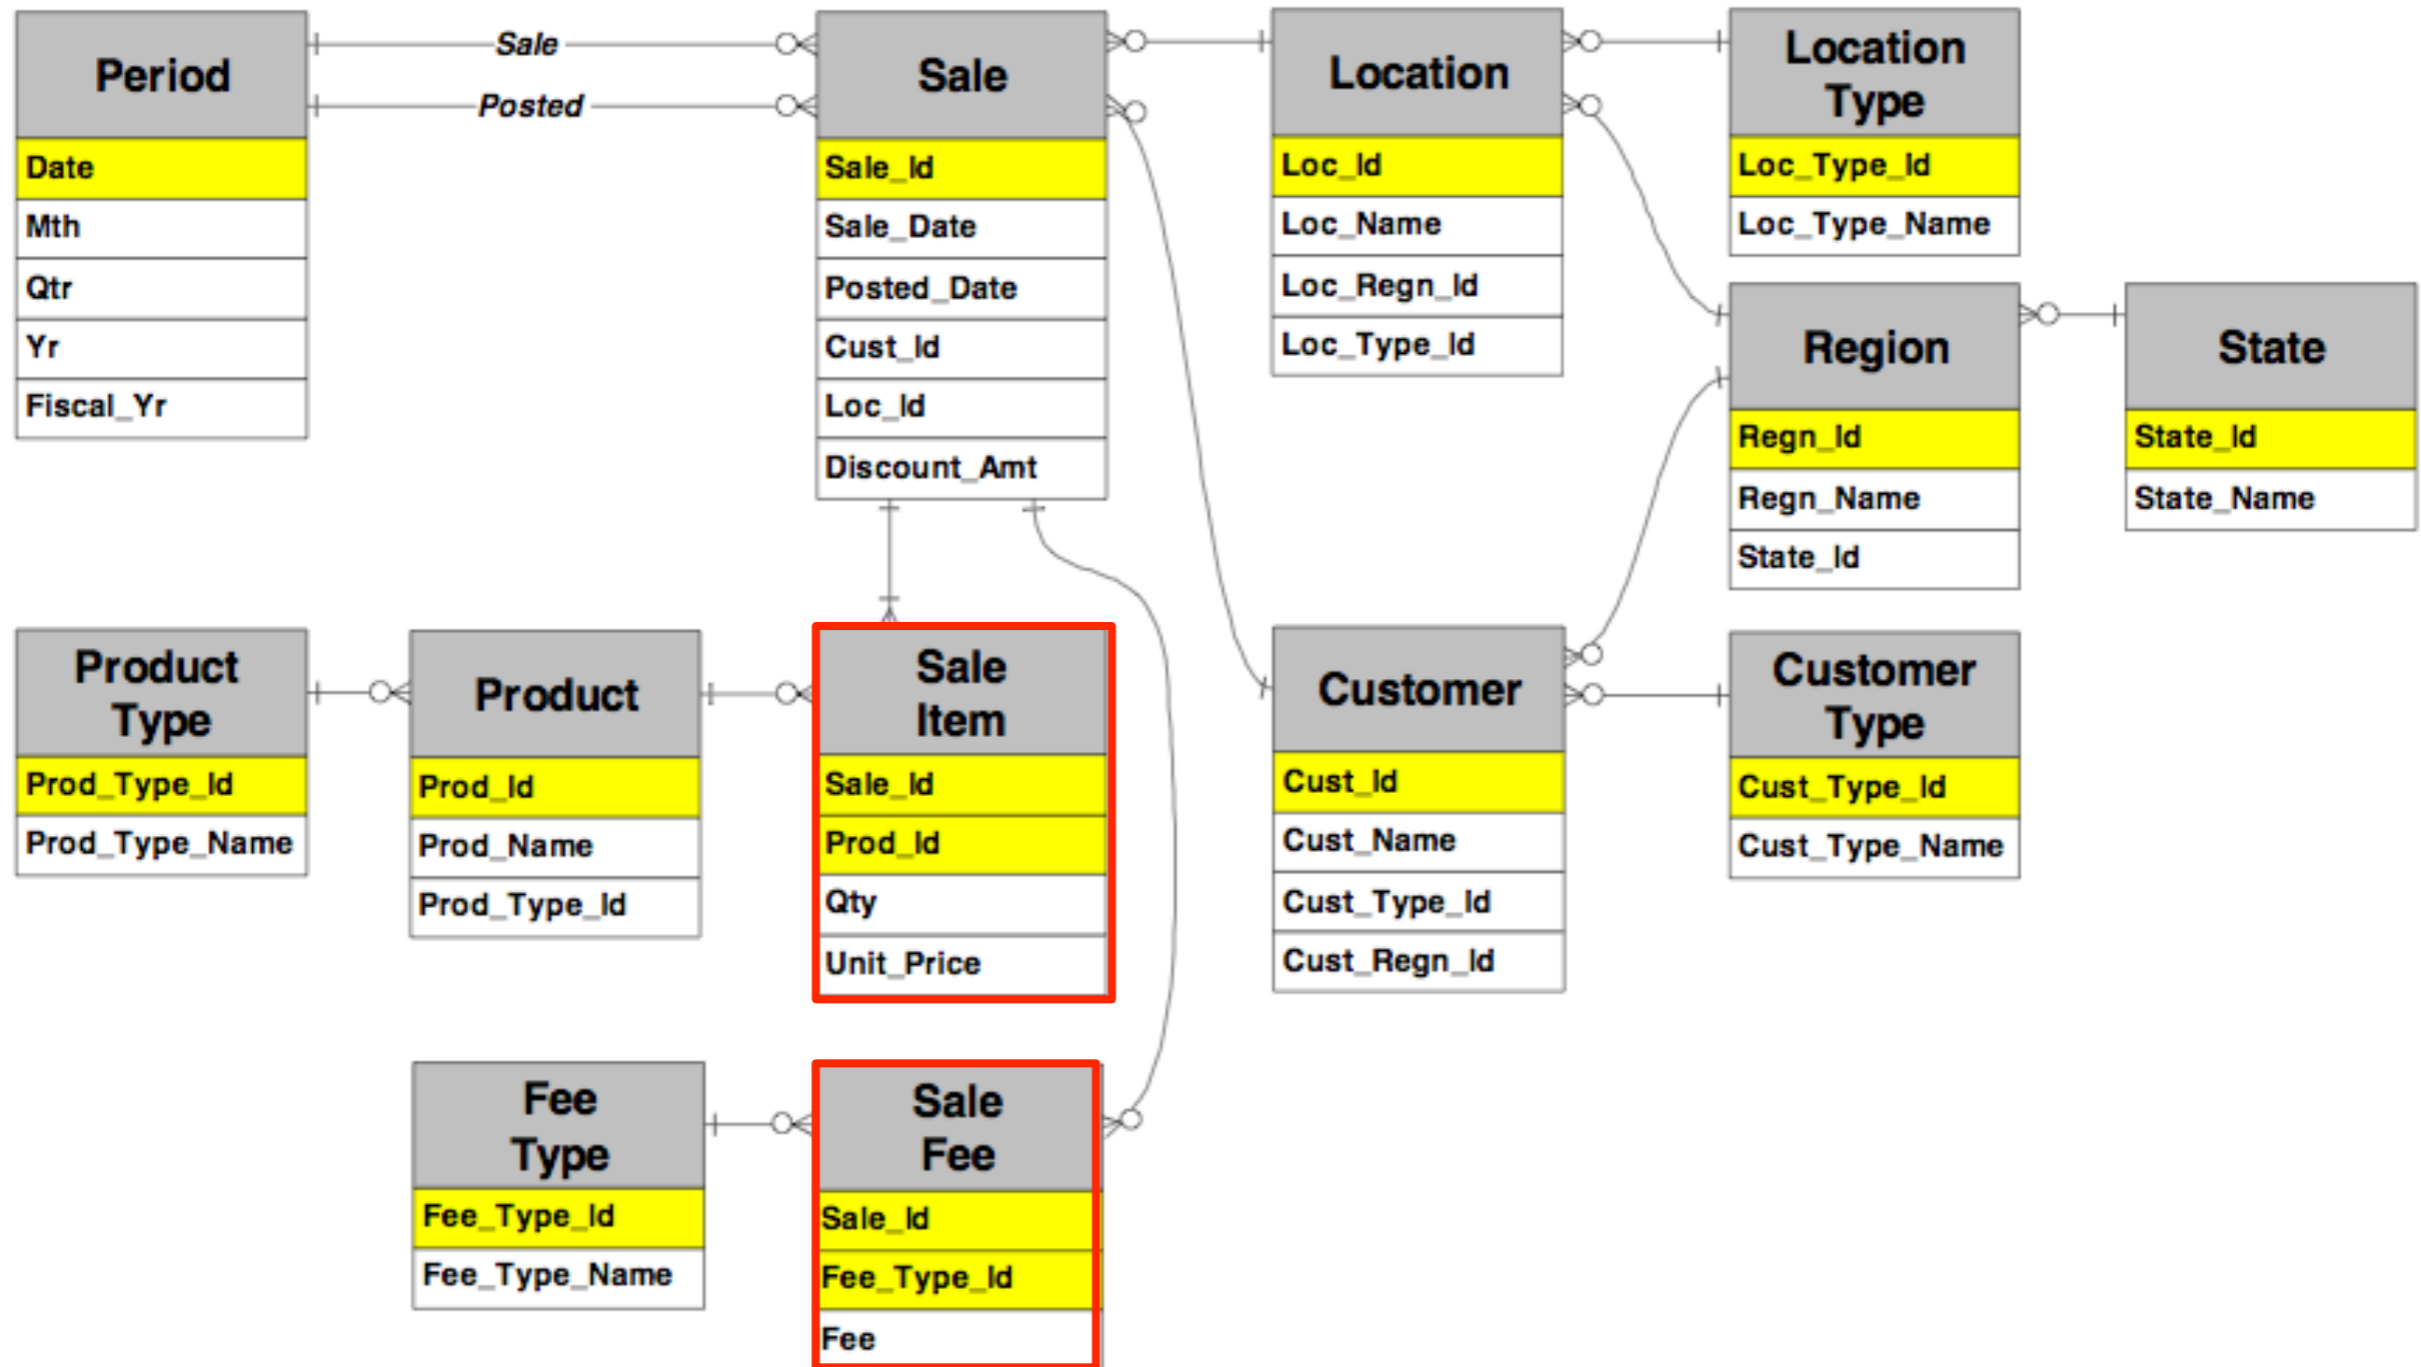 Period
Date
Mth
Qtr
Yr
Fiscal_Yr
Sale
Posted
Sale
Sale_Id
Sale_Date
Posted_Date
Cust_Id
Loc_Id
Discount_Amt
Location
Loc_Id
Loc_Name
Loc_Regn_Id
Loc_Type_Id
Location
Type
Loc_Type_Id
Loc_Type_Name
Region
Regn_Id
Regn_Name
State_Id
State
State_Id
State_Name
Product
Type
Prod_Type_Id
Prod_Type_Name
Product
Prod_Id
Prod_Name
Prod_Type_Id
Sale
Item
Sale_Id
Prod_Id
Qty
Unit_Price
Customer
Cust_Id
Cust_Name
Cust_Type_Id
Cust_Regn_Id
Customer
Type
Cust_Type_Id
Cust_Type_Name
Fee
Type
Fee_Type_Id
Fee_Type_Name
Sale
Fee
Sale_Id
Fee_Type_Id
Fee